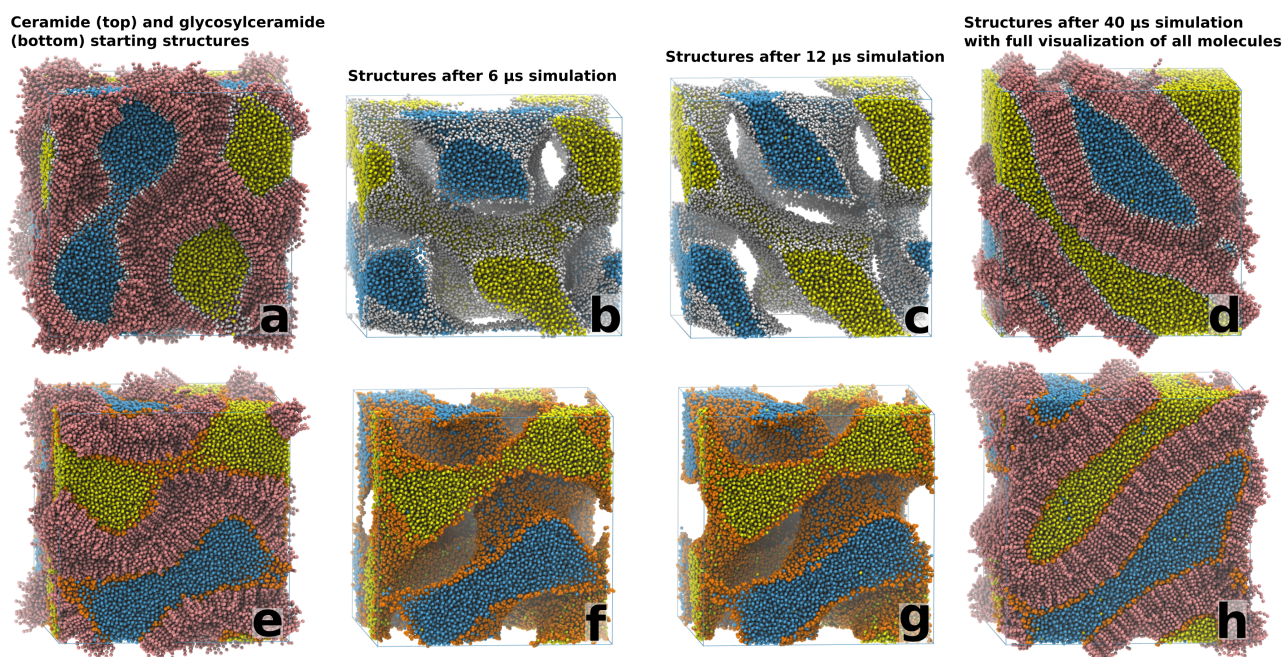 Ceramide (top) and glycosylceramide
(bottom) starting structures
Structures after 6 µs simulation
Structures after 12 µs simulation
Structures after 40 µs simulation
with full visualization of all molecules
a
b
c
d
e
f
g
h